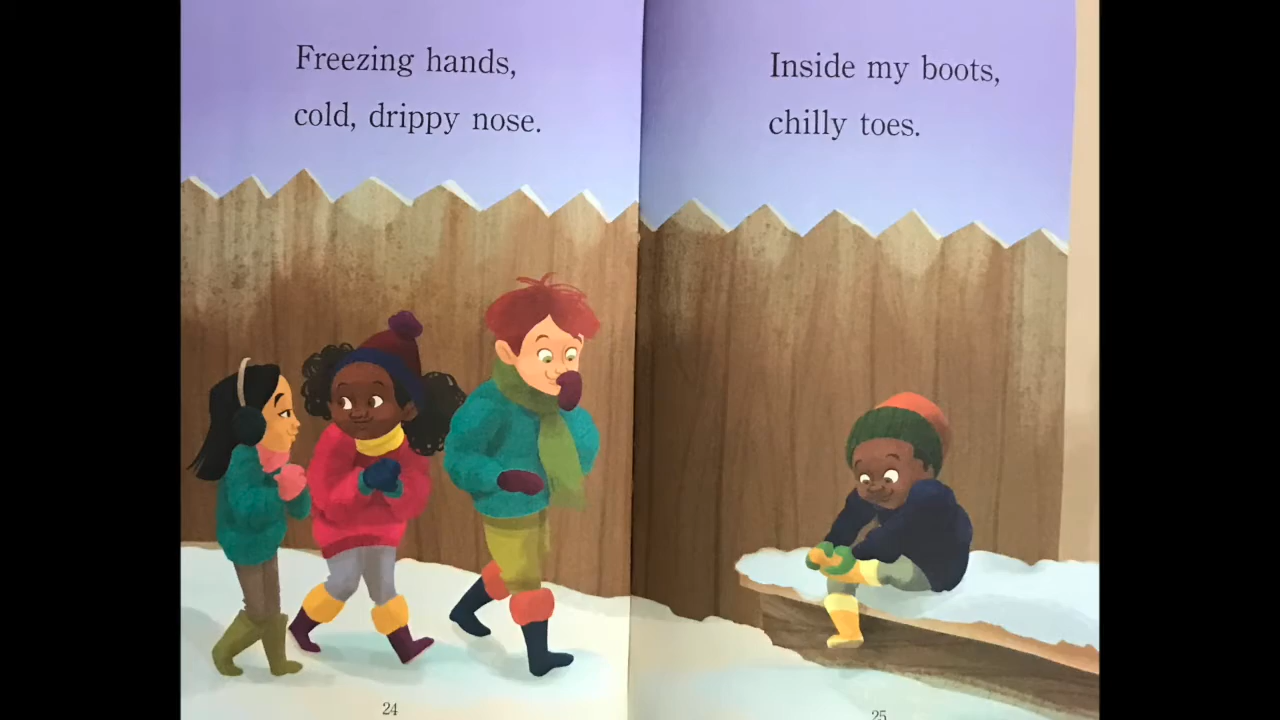 Freezing hands,
cold, drippy nose.
24
Inside my boots,
chilly toes.
25